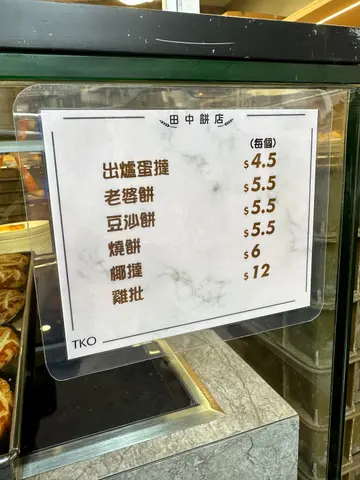 田中餅店
(每個)
出爐蛋撻 $4.5
老婆餅 $5.5
豆沙餅 $5.5
燒餅 $5.5
椰撻 $6
雞批 $12
TKO